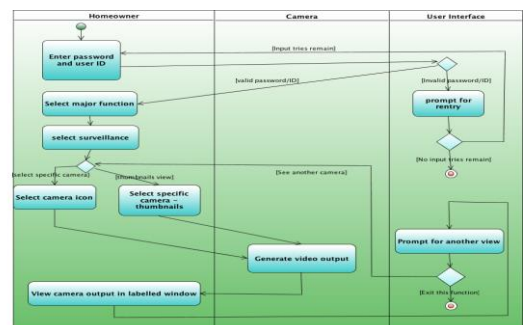 Homeowner
Camera
User Interface
[Input tries remain]
Enter password
and user ID
[valid password/ID]
[Invalid password/ID]
Select major function
prompt for
rentry
select surveillance
[No input tries remain]
[select specific camera]
[thumbnails view]
[See another camera]
Select camera icon
Select specific
camera –
thumbnails
Prompt for another view
Generate video output
View camera output in labelled window
[Exit this function]